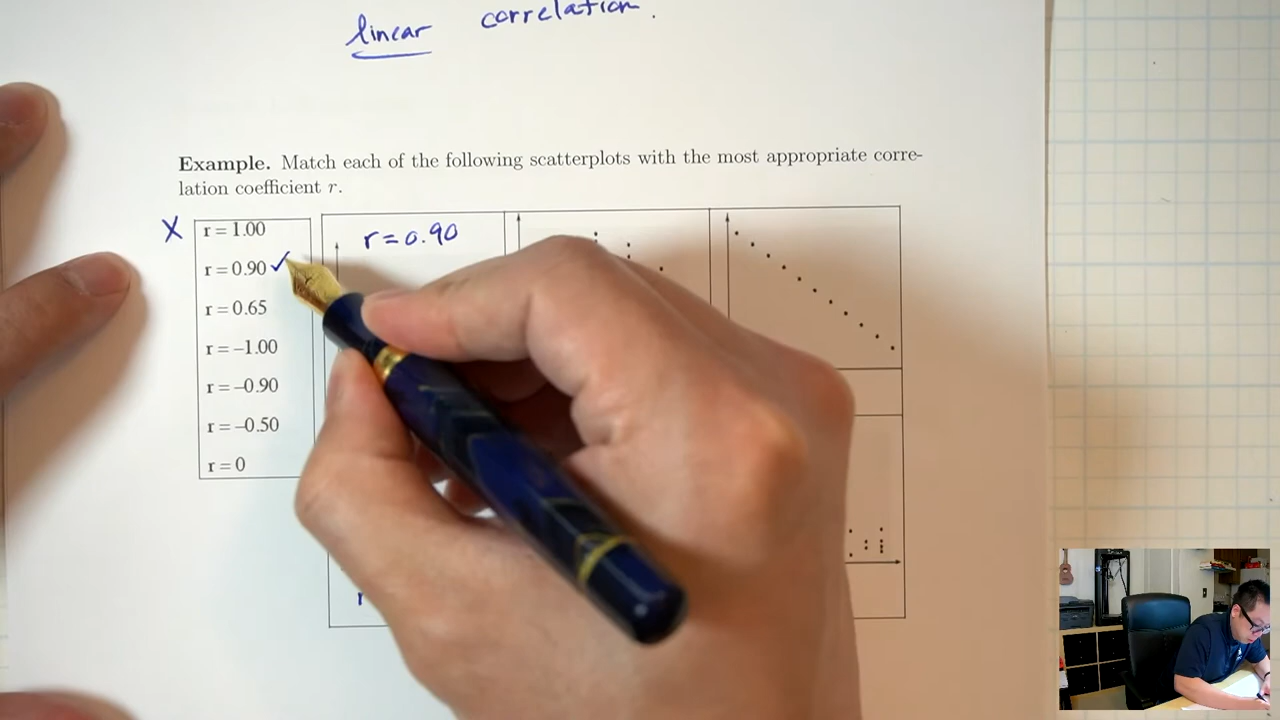 linear correlation.
Example. Match each of the following scatterplots with the most appropriate corre-
lation coefficient r.
X r = 1.00
r = 0.90 ✓
r = 0.65
r = –1.00
r = –0.90
r = –0.50
r = 0
r = 0.90